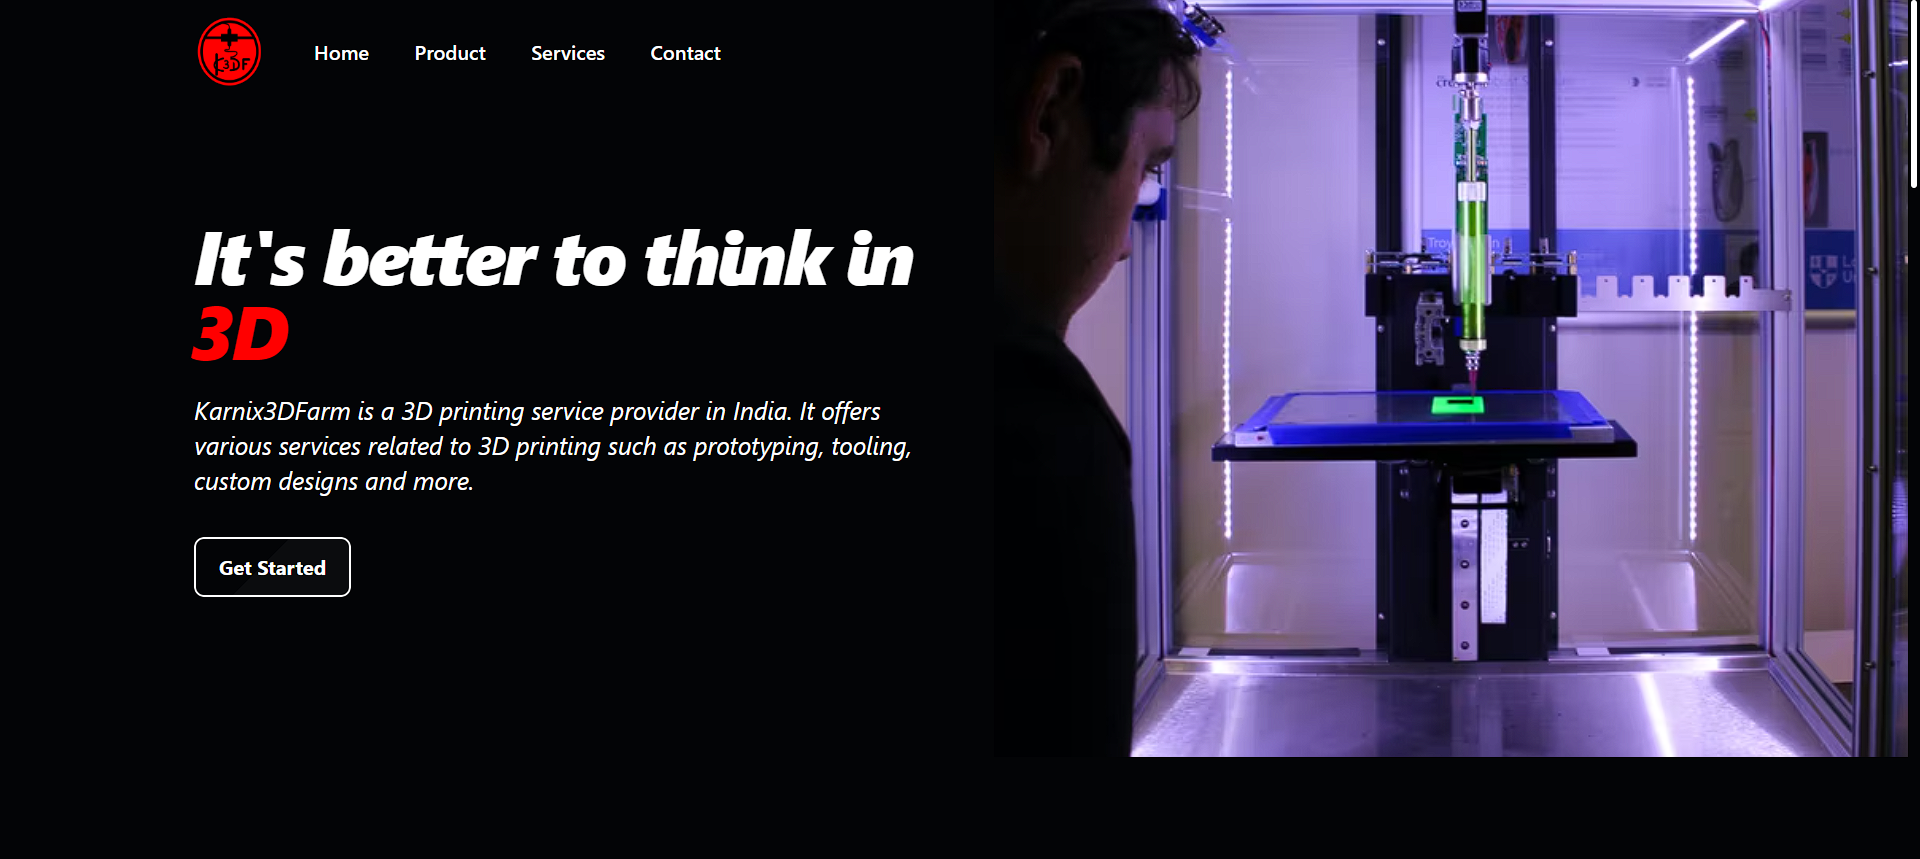 K3DF
Home
Product
Services
Contact
It's better to think in
3D
Karnix3DFarm is a 3D printing service provider in India. It offers
various services related to 3D printing such as prototyping, tooling,
custom designs and more.
Get Started